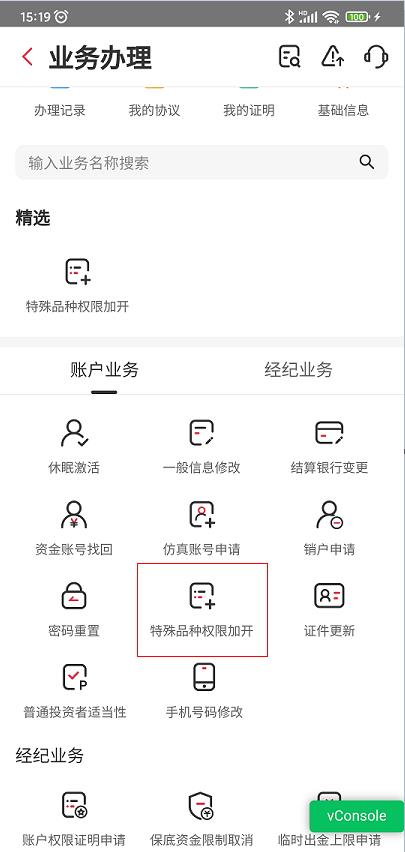 15:19
HD
100
业务办理
办理记录 我的协议 我的证明 基础信息
输入业务名称搜索
精选
特殊品种权限加开
账户业务 经纪业务
休眠激活 一般信息修改 结算银行变更
资金账号找回 仿真账号申请 销户申请
密码重置 特殊品种权限加开 证件更新
P
普通投资者适当性 手机号码修改
经纪业务
vConsole
账户权限证明申请 保底资金限制取消 临时出金上限申请